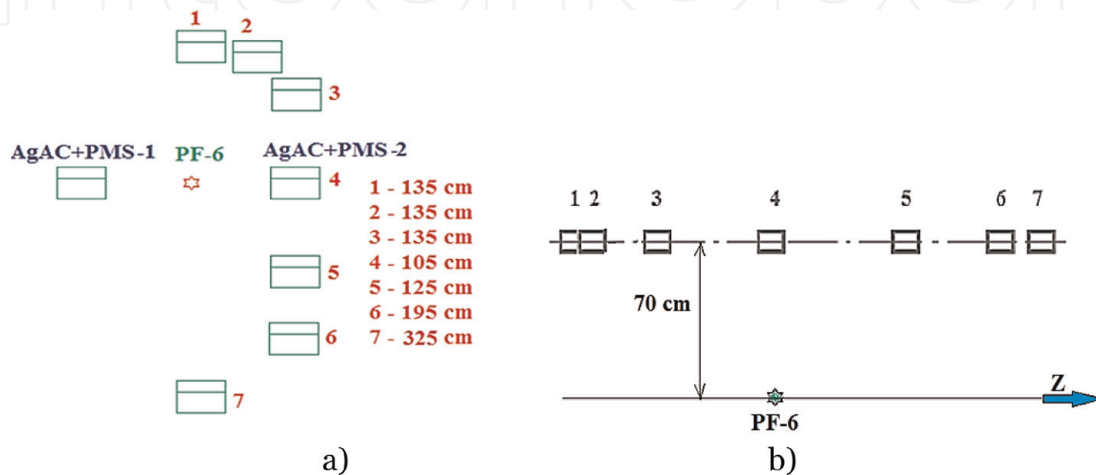 1
2
3
AgAC+PMS-1 PF-6 AgAC+PMS-2
4
1 - 135 cm
2 - 135 cm
3 - 135 cm
4 - 105 cm
5 - 125 cm
6 - 195 cm
7 - 325 cm
5
6
7
a)
1 2 3 4 5 6 7
70 cm
Z
PF-6
b)